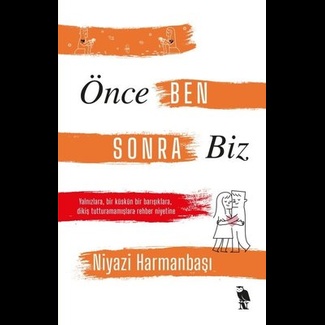 Önce BEN
SONRA Biz
Yalnızlara, bir küskün bir barışıklara,
dikiş tutturamamışlara rehber niyetine
Niyazi Harmanbaşı